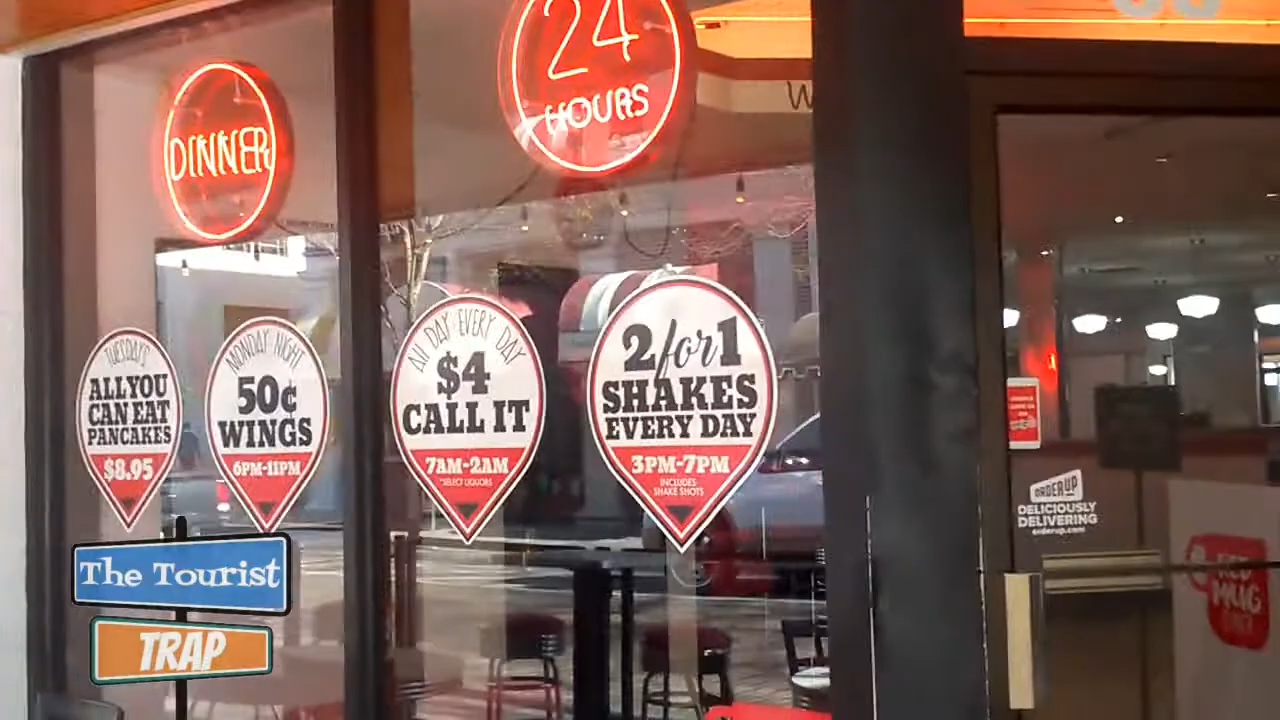 24
HOURS
DINNER
W
TUESDAYS
ALL YOU
CAN EAT
PANCAKES
$8.95
MONDAY NIGHT
50¢
WINGS
6PM-11PM
ALL DAY EVERY DAY
$4
CALL IT
7AM-2AM
*SELECT LIQUORS
2 for 1
SHAKES
EVERY DAY
3PM-7PM
INCLUDES
SHAKE SHOTS
ORDERUP
DELICIOUSLY
DELIVERING
orderup.com
MUG
The Tourist
TRAP